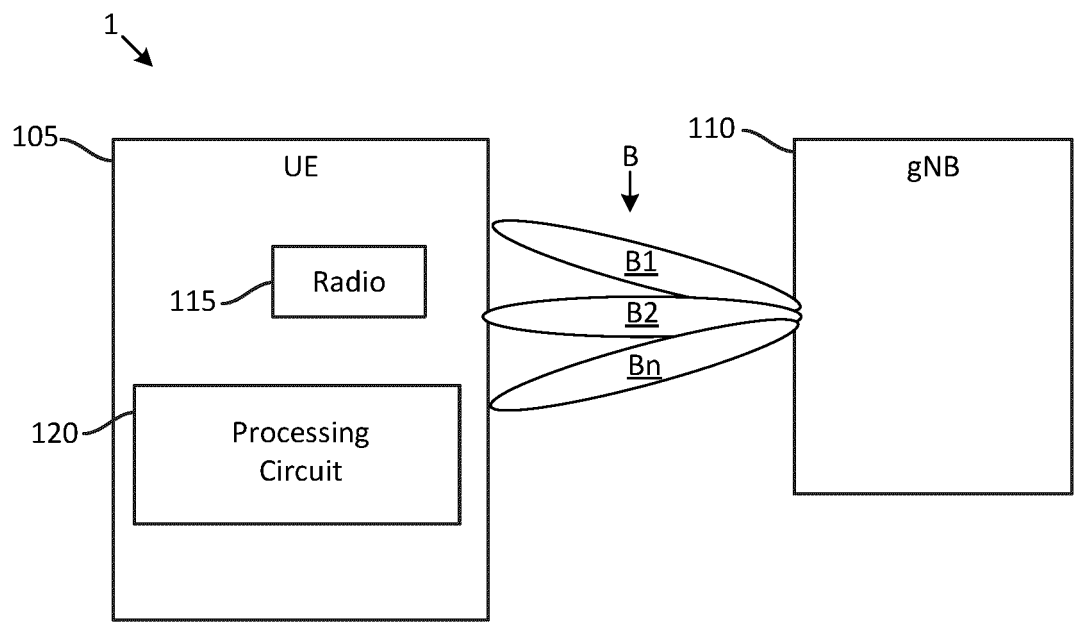 1
105
UE
B
110
gNB
B1
Radio
115
B2
Bn
120
Processing
Circuit